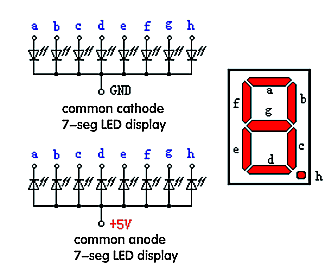 a b c d e f g h
GND
common cathode
7-seg LED display
a b c d e f g h
+5V
common anode
7-seg LED display
a
f b
g
e c
d
h